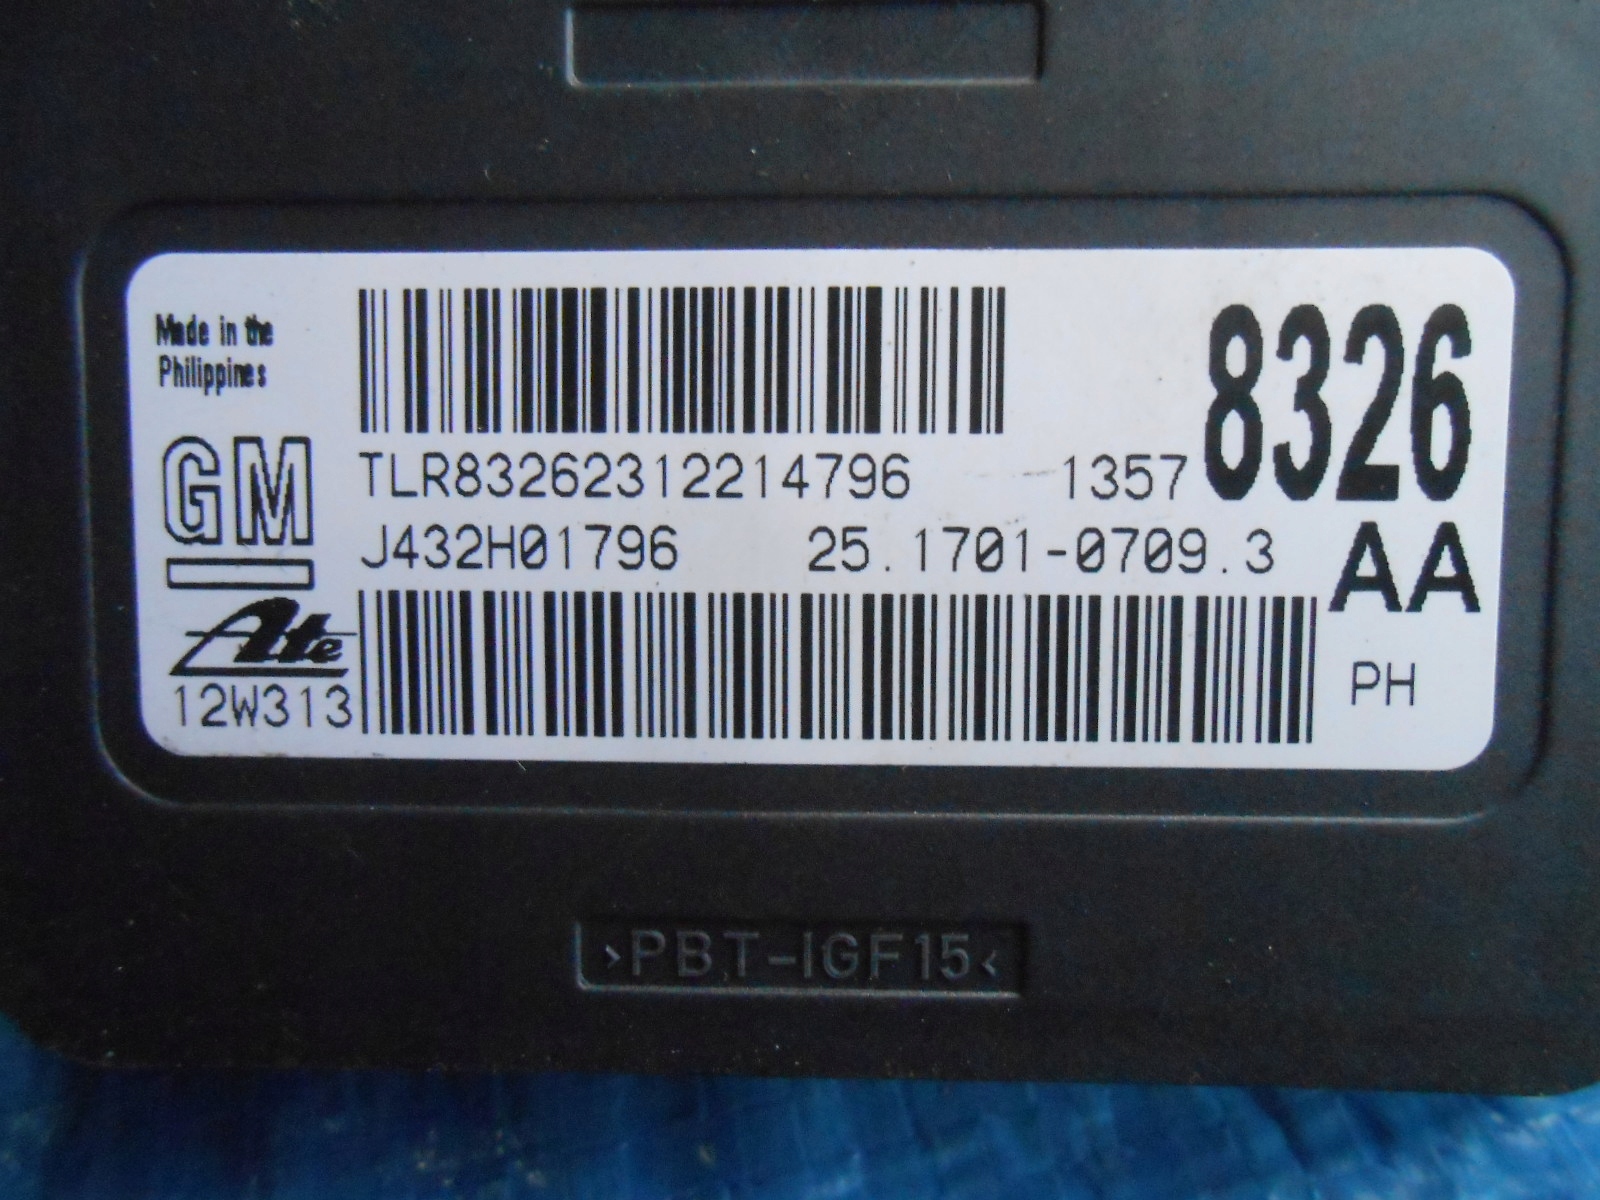 Made in the
Philippines
GM
TLR83262312214796 1357
8326
J432H01796 25.1701-0709.3
AA
Ate
12W313
PH
>PBT-IGF15<